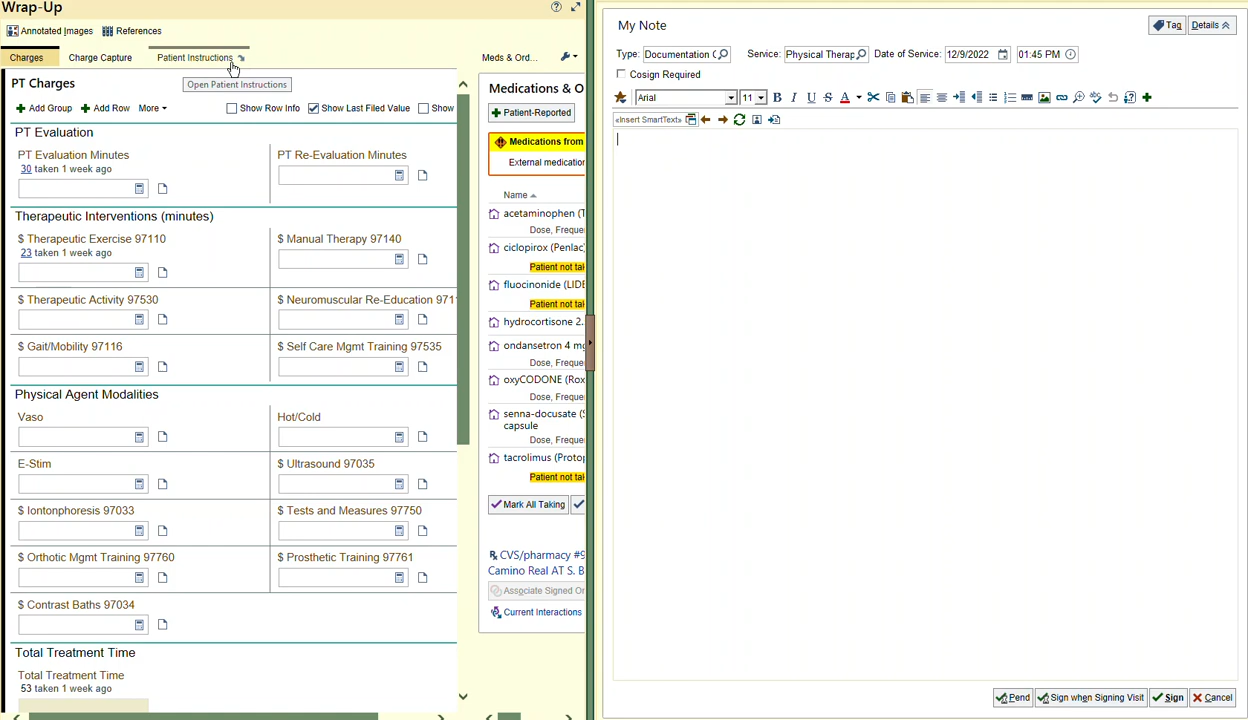 Wrap-Up
Annotated Images References
Charges Charge Capture Patient Instructions
Open Patient Instructions
PT Charges
Add Group Add Row More Show Row Info Show Last Filed Value Show
PT Evaluation
PT Evaluation Minutes PT Re-Evaluation Minutes
30 taken 1 week ago
Therapeutic Interventions (minutes)
$ Therapeutic Exercise 97110 $ Manual Therapy 97140
23 taken 1 week ago
$ Therapeutic Activity 97530 $ Neuromuscular Re-Education 971
$ Gait/Mobility 97116 $ Self Care Mgmt Training 97535
Physical Agent Modalities
Vaso Hot/Cold
E-Stim $ Ultrasound 97035
$ Iontonphoresis 97033 $ Tests and Measures 97750
$ Orthotic Mgmt Training 97760 $ Prosthetic Training 97761
$ Contrast Baths 97034
Total Treatment Time
Total Treatment Time
53 taken 1 week ago
Meds & Ord...
Medications & O
Patient-Reported
Medications from
External medication
Name
acetaminophen (T
Dose, Freque
ciclopirox (Penlac
Patient not tak
fluocinonide (LIDE
Patient not tak
hydrocortisone 2.
ondansetron 4 mg
Dose, Freque
oxyCODONE (Rox
Dose, Freque
senna-docusate (S
capsule
Dose, Freque
tacrolimus (Protop
Patient not tak
Mark All Taking
CVS/pharmacy #9
Camino Real AT S. B
Associate Signed Or
Current Interactions
My Note Tag Details
Type: Documentation ( Service: Physical Therap Date of Service: 12/9/2022 01:45 PM
Cosign Required
Arial 11 B I U S A
«Insert SmartText»
Pend Sign when Signing Visit Sign Cancel